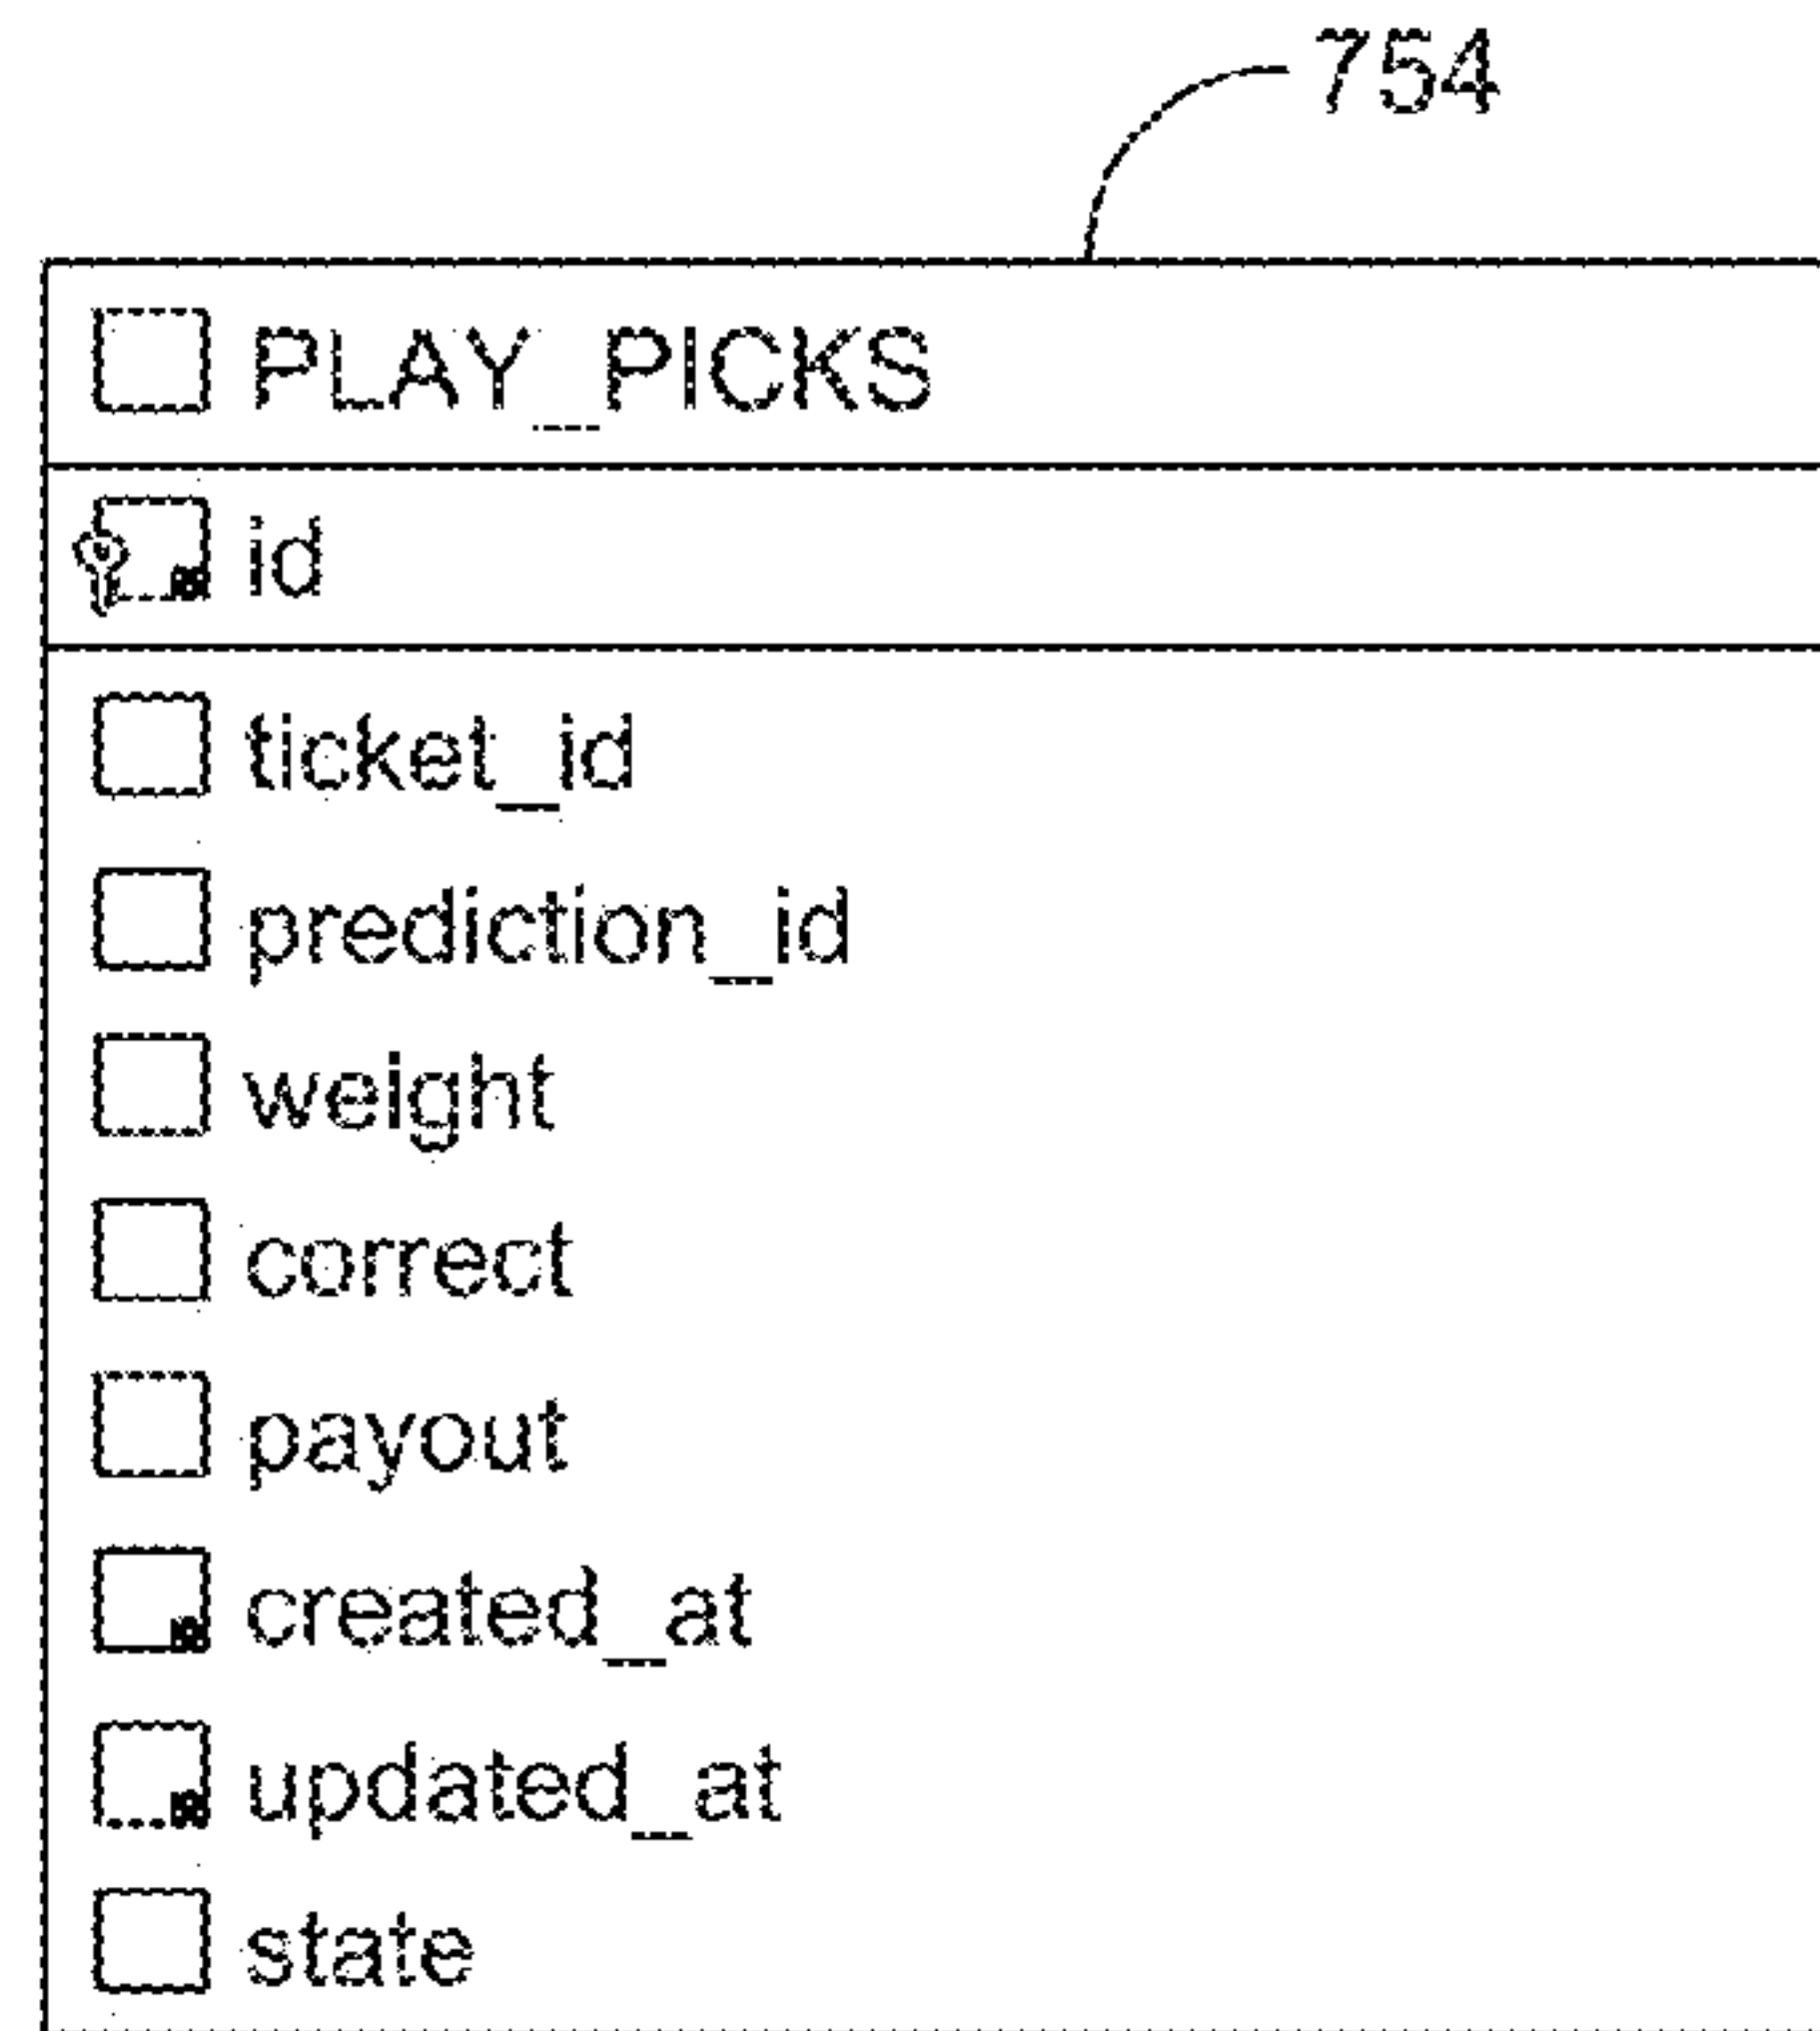 754
PLAY_PICKS
id
ticket_id
prediction_id
weight
correct
payout
created_at
updated_at
state